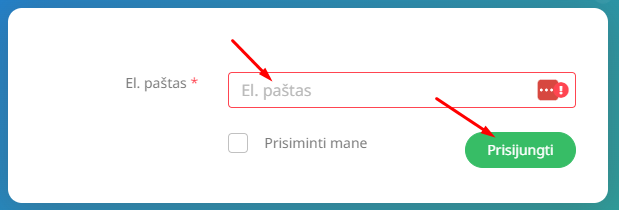 El. paštas *
El. paštas
Prisiminti mane
Prisijungti